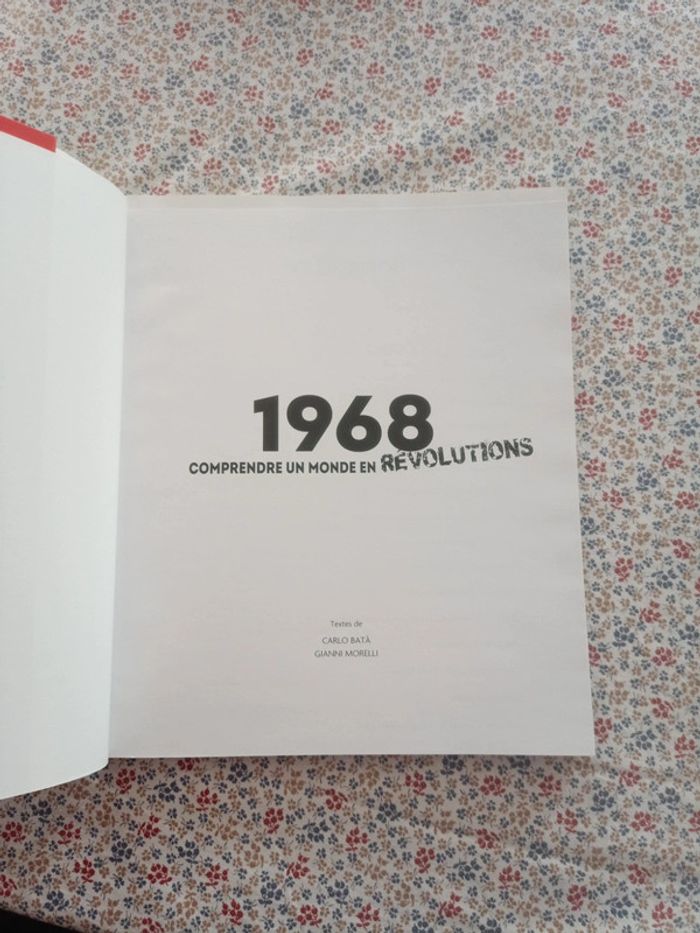 1968
COMPRENDRE UN MONDE EN RÉVOLUTIONS
Textes de
CARLO BATÀ
GIANNI MORELLI